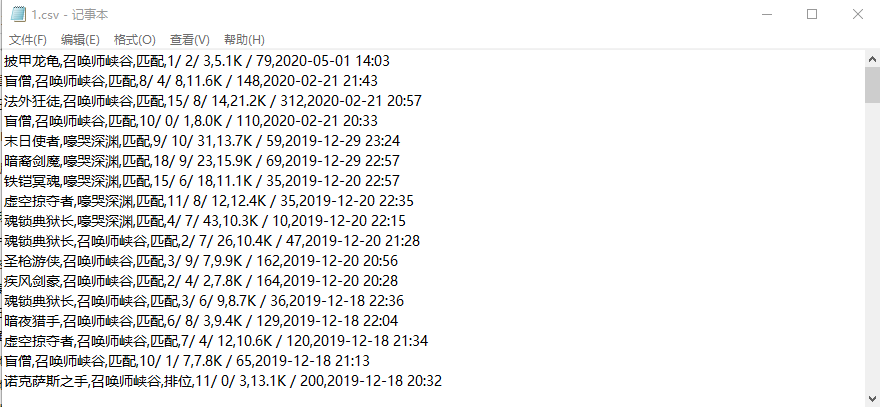 1.csv - 记事本
文件(F) 编辑(E) 格式(O) 查看(V) 帮助(H)
披甲龙龟,召唤师峡谷,匹配,1/ 2/ 3,5.1K / 79,2020-05-01 14:03
盲僧,召唤师峡谷,匹配,8/ 4/ 8,11.6K / 148,2020-02-21 21:43
法外狂徒,召唤师峡谷,匹配,15/ 8/ 14,21.2K / 312,2020-02-21 20:57
盲僧,召唤师峡谷,匹配,10/ 0/ 1,8.0K / 110,2020-02-21 20:33
末日使者,嚎哭深渊,匹配,9/ 10/ 31,13.7K / 59,2019-12-29 23:24
暗裔剑魔,嚎哭深渊,匹配,18/ 9/ 23,15.9K / 69,2019-12-29 22:57
铁铠冥魂,嚎哭深渊,匹配,15/ 6/ 18,11.1K / 35,2019-12-20 22:57
虚空掠夺者,嚎哭深渊,匹配,11/ 8/ 12,12.4K / 35,2019-12-20 22:35
魂锁典狱长,嚎哭深渊,匹配,4/ 7/ 43,10.3K / 10,2019-12-20 22:15
魂锁典狱长,召唤师峡谷,匹配,2/ 7/ 26,10.4K / 47,2019-12-20 21:28
圣枪游侠,召唤师峡谷,匹配,3/ 9/ 7,9.9K / 162,2019-12-20 20:56
疾风剑豪,召唤师峡谷,匹配,2/ 4/ 2,7.8K / 164,2019-12-20 20:28
魂锁典狱长,召唤师峡谷,匹配,3/ 6/ 9,8.7K / 36,2019-12-18 22:36
暗夜猎手,召唤师峡谷,匹配,6/ 8/ 3,9.4K / 129,2019-12-18 22:04
虚空掠夺者,召唤师峡谷,匹配,7/ 4/ 12,10.6K / 120,2019-12-18 21:34
盲僧,召唤师峡谷,匹配,10/ 1/ 7,7.8K / 65,2019-12-18 21:13
诺克萨斯之手,召唤师峡谷,排位,11/ 0/ 3,13.1K / 200,2019-12-18 20:32